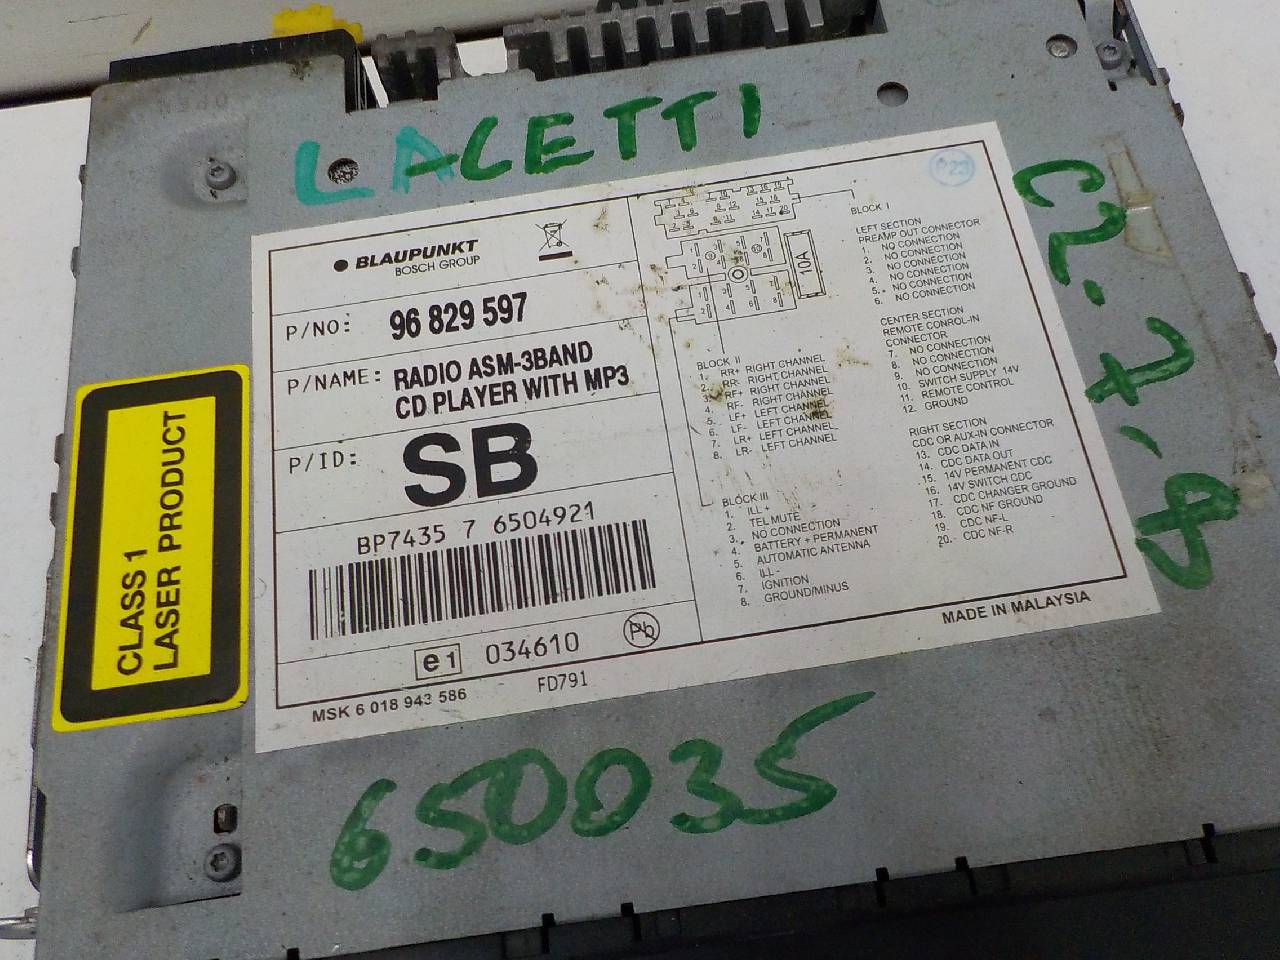 OPEN
LACETTI
BLAUPUNKT
BOSCH GROUP
P/NO: 96 829 597
P/NAME: RADIO ASM-3BAND
CD PLAYER WITH MP3
P/ID: SB
BP7435 7 6504921
e1 034610 Pb
MSK 6 018 943 586 FD791
CLASS 1
LASER PRODUCT
10A
BLOCK I
LEFT SECTION
PREAMP OUT CONNECTOR
1. NO CONNECTION
2. NO CONNECTION
3. NO CONNECTION
4. NO CONNECTION
5. NO CONNECTION
6. NO CONNECTION
CENTER SECTION
REMOTE CONROL-IN
CONNECTOR
7. NO CONNECTION
8. NO CONNECTION
9. NO CONNECTION
10. SWITCH SUPPLY 14V
11. REMOTE CONTROL
12. GROUND
RIGHT SECTION
CDC OR AUX-IN CONNECTOR
13. CDC DATA IN
14. CDC DATA OUT
15. 14V PERMANENT CDC
16. 14V SWITCH CDC
17. CDC CHANGER GROUND
18. CDC NF GROUND
19. CDC NF-L
20. CDC NF-R
BLOCK II
1. RR+ RIGHT CHANNEL
2. RR- RIGHT CHANNEL
3. RF+ RIGHT CHANNEL
4. RF- RIGHT CHANNEL
5. LF+ LEFT CHANNEL
6. LF- LEFT CHANNEL
7. LR+ LEFT CHANNEL
8. LR- LEFT CHANNEL
BLOCK III
1. ILL+
2. TEL MUTE
3. NO CONNECTION
4. BATTERY + PERMANENT
5. AUTOMATIC ANTENNA
6. ILL-
7. IGNITION
8. GROUND/MINUS
MADE IN MALAYSIA
650035